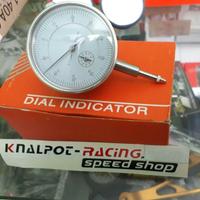 DIAL INDICATOR
KNALPOT-RACING.
speed shop